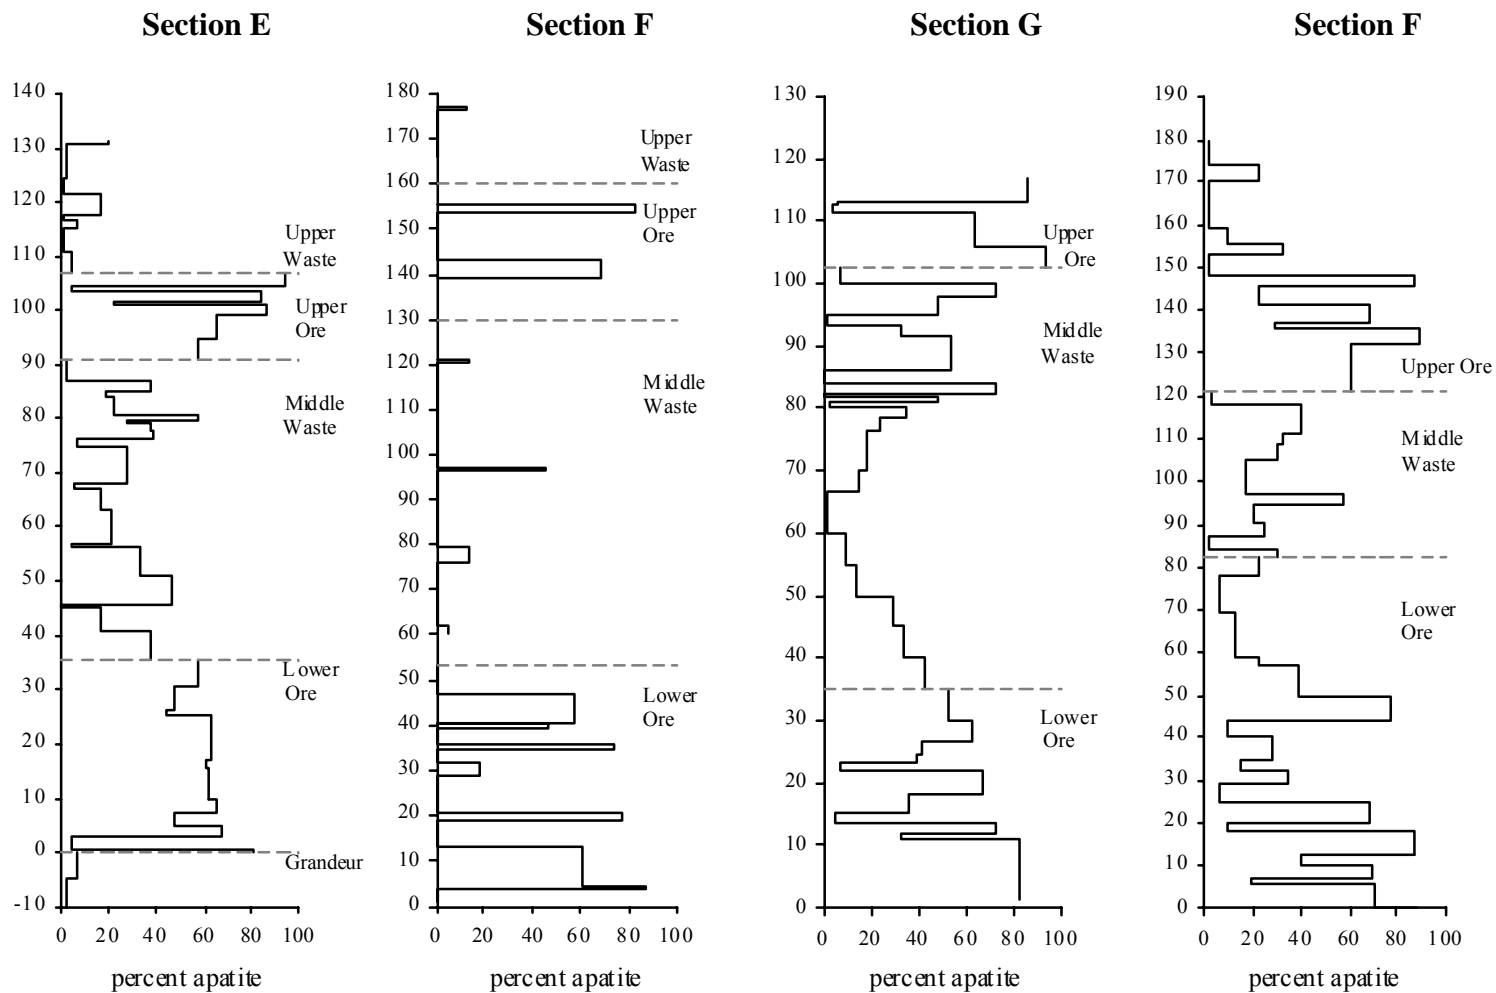 Section E
Section F
Section G
Section F
140
130
120
110
100
90
80
70
60
50
40
30
20
10
0
-10
Upper
Waste
Upper
Ore
Middle
Waste
Lower
Ore
Grandeur
0 20 40 60 80 100
percent apatite
180
170
160
150
140
130
120
110
100
90
80
70
60
50
40
30
20
10
0
Upper
Waste
Upper
Ore
Middle
Waste
Lower
Ore
0 20 40 60 80 100
percent apatite
130
120
110
100
90
80
70
60
50
40
30
20
10
0
Upper
Ore
Middle
Waste
Lower
Ore
0 20 40 60 80 100
percent apatite
190
180
170
160
150
140
130
120
110
100
90
80
70
60
50
40
30
20
10
0
Upper Ore
Middle
Waste
Lower
Ore
0 20 40 60 80 100
percent apatite